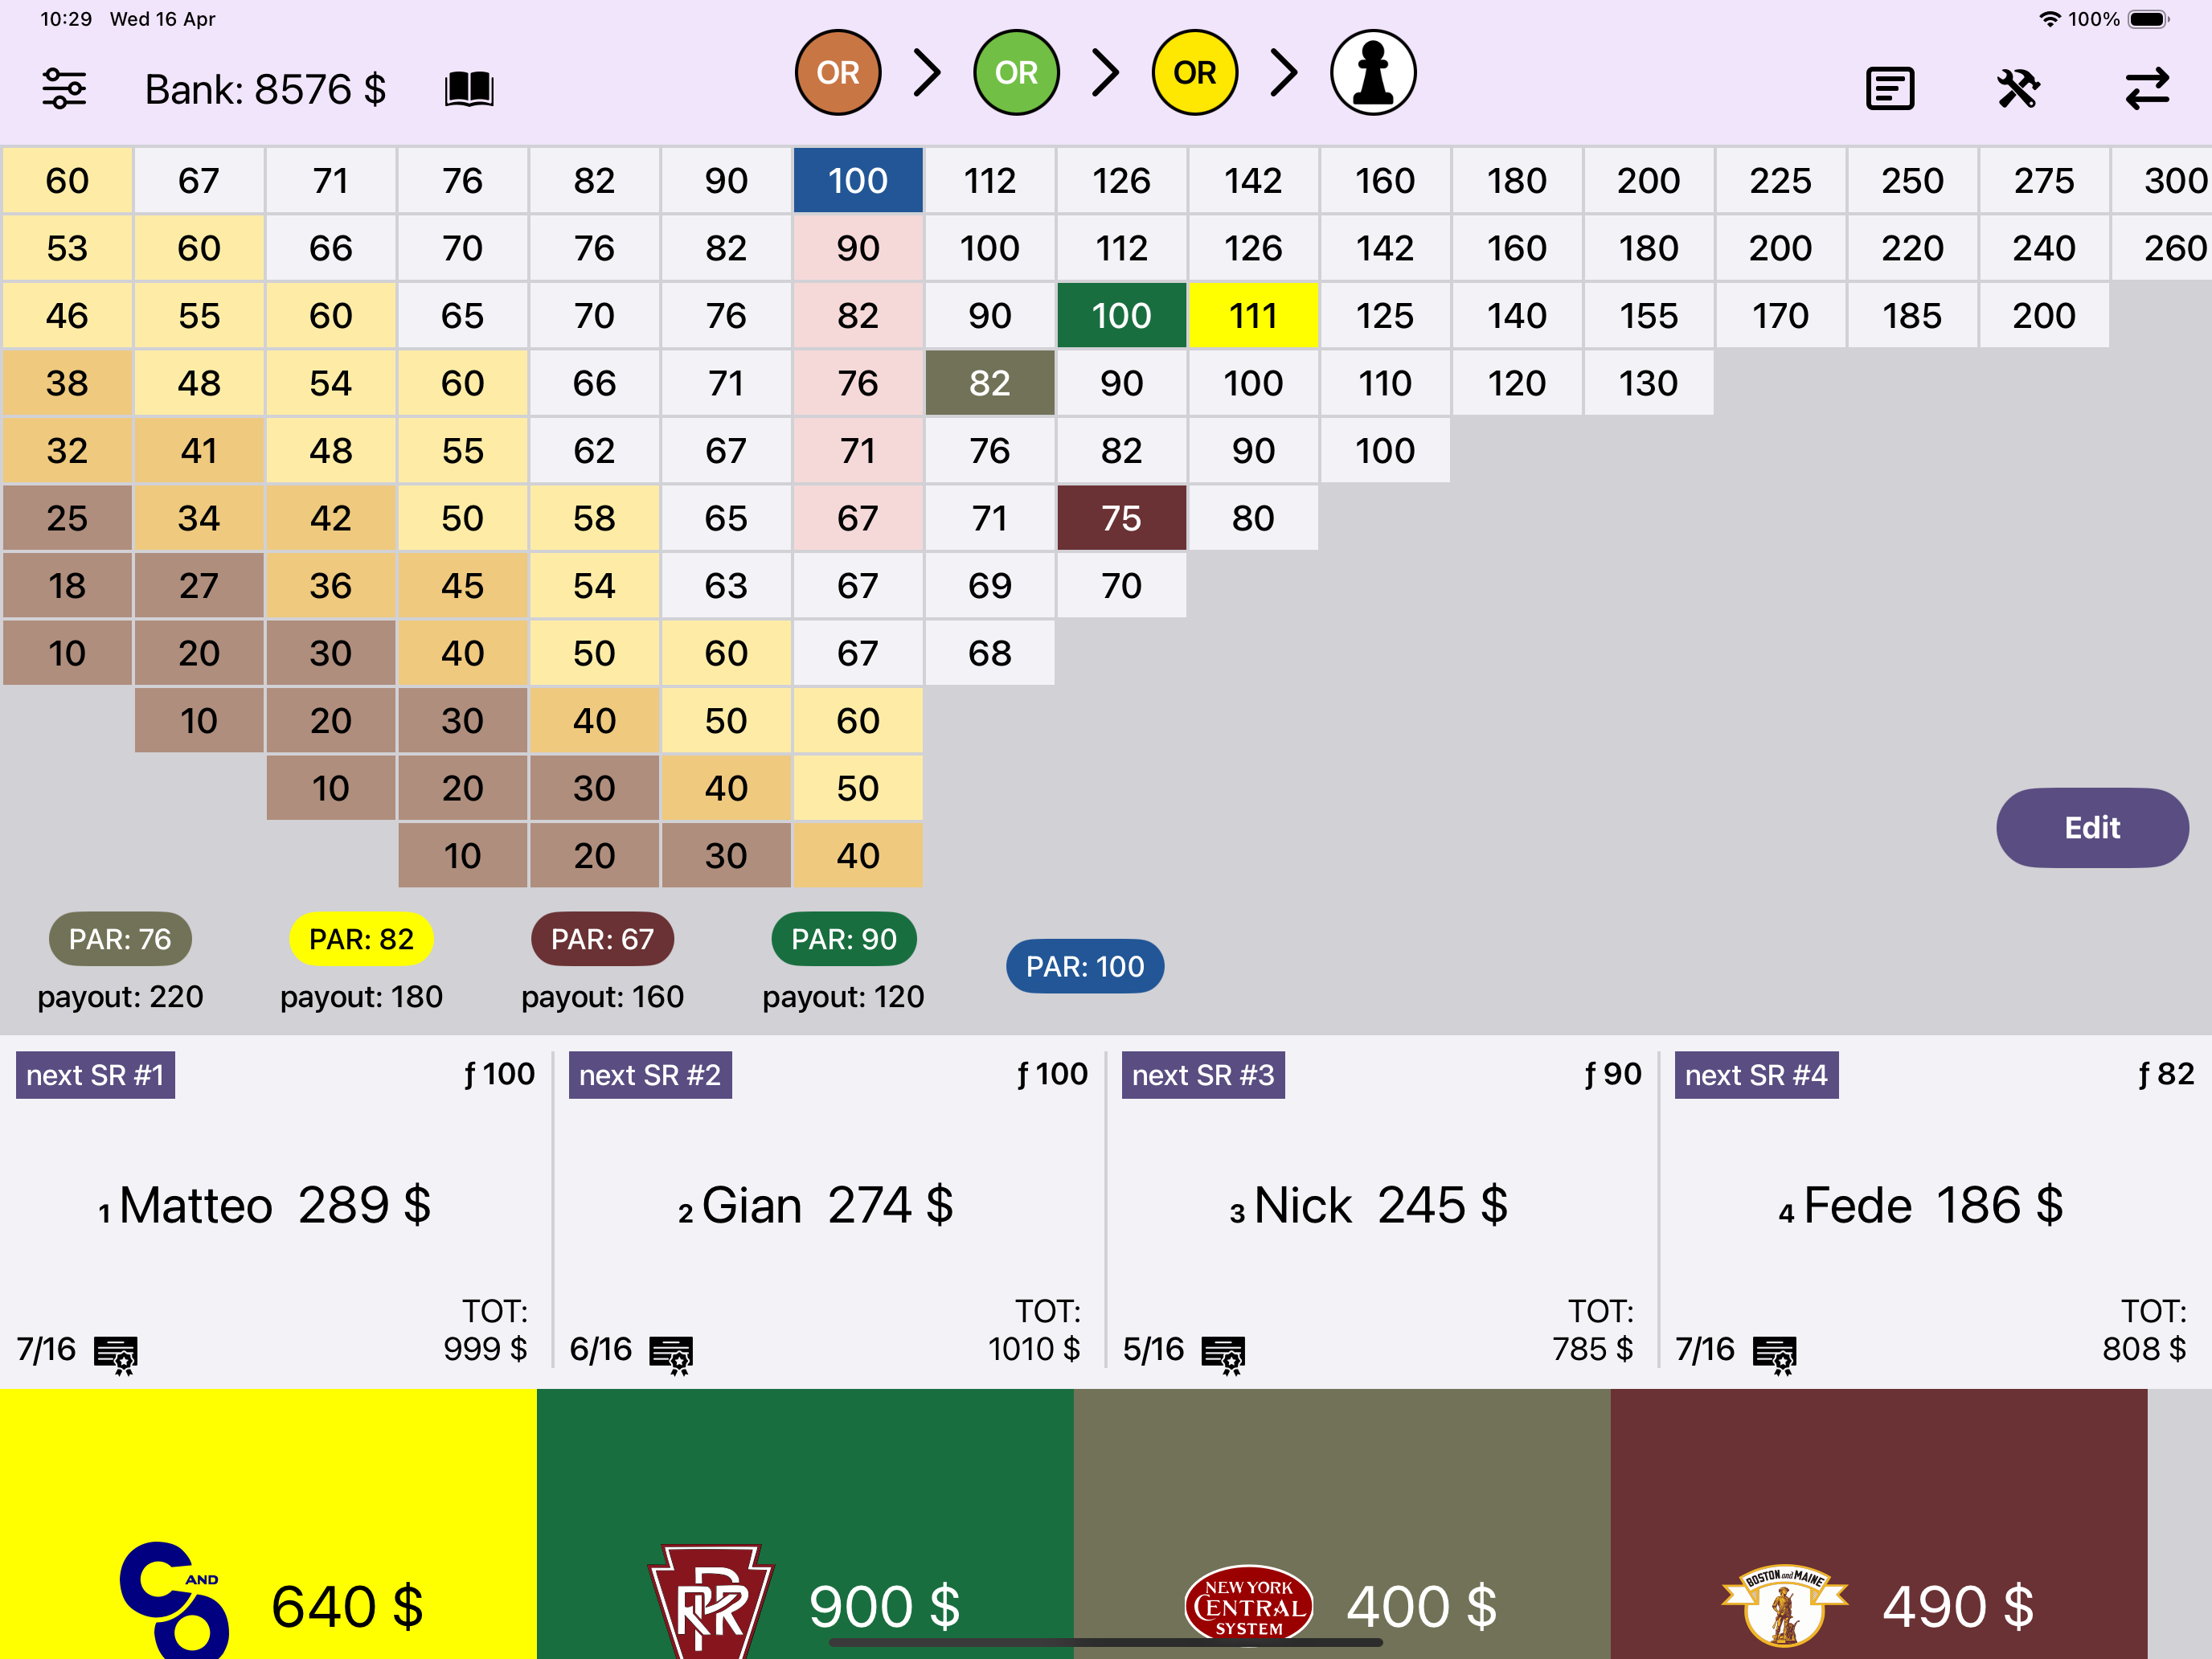 10:29 Wed 16 Apr 100%
Bank: 8576 $ OR OR OR
60 67 71 76 82 90 100 112 126 142 160 180 200 225 250 275 300
53 60 66 70 76 82 90 100 112 126 142 160 180 200 220 240 260
46 55 60 65 70 76 82 90 100 111 125 140 155 170 185 200
38 48 54 60 66 71 76 82 90 100 110 120 130
32 41 48 55 62 67 71 76 82 90 100
25 34 42 50 58 65 67 71 75 80
18 27 36 45 54 63 67 69 70
10 20 30 40 50 60 67 68
10 20 30 40 50 60
10 20 30 40 50
10 20 30 40
Edit
PAR: 76 PAR: 82 PAR: 67 PAR: 90 PAR: 100
payout: 220 payout: 180 payout: 160 payout: 120
next SR #1 ƒ 100 next SR #2 ƒ 100 next SR #3 ƒ 90 next SR #4 ƒ 82
1 Matteo 289 $ 2 Gian 274 $ 3 Nick 245 $ 4 Fede 186 $
TOT: TOT: TOT: TOT:
7/16 999 $ 6/16 1010 $ 5/16 785 $ 7/16 808 $
C AND O 640 $ PRR 900 $ NEW YORK CENTRAL SYSTEM 400 $ BOSTON and MAINE 490 $